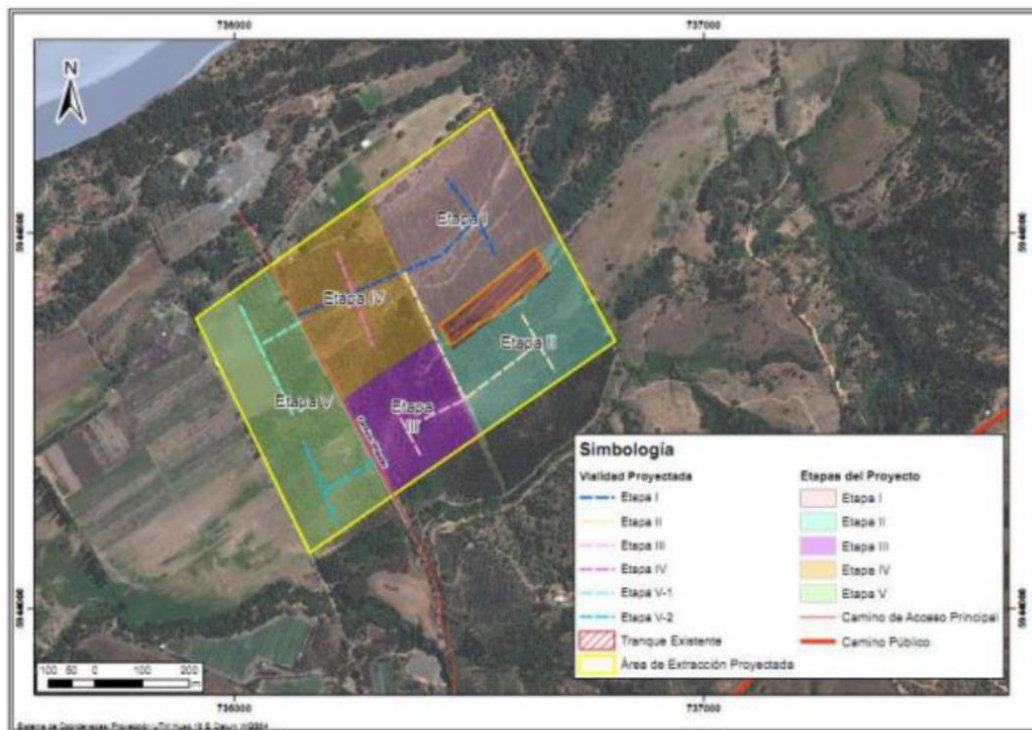 736000
737000
N
Etapa I
Etapa IV
Etapa II
Etapa V
Etapa
III
Simbología
Vialidad Proyectada
Etapa I
Etapa II
Etapa III
Etapa IV
Etapa V-1
Etapa V-2
Tranque Existente
Área de Extracción Proyectada
Etapas del Proyecto
Etapa I
Etapa II
Etapa III
Etapa IV
Etapa V
Camino de Acceso Principal
Camino Público
100 50 0 100 200
m
736000
737000